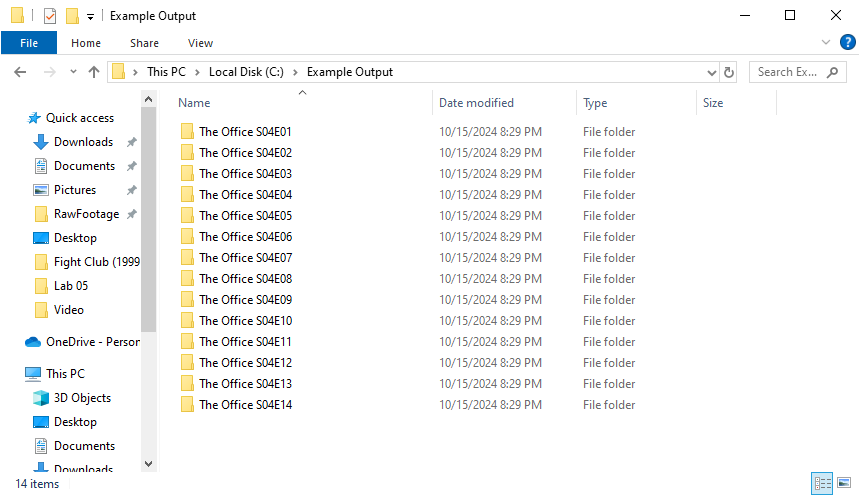 Example Output
File Home Share View
This PC > Local Disk (C:) > Example Output
Search Ex...
Name Date modified Type Size
Quick access
Downloads
Documents
Pictures
RawFootage
Desktop
Fight Club (1999
Lab 05
Video
OneDrive - Person
This PC
3D Objects
Desktop
Documents
Downloads
The Office S04E01 10/15/2024 8:29 PM File folder
The Office S04E02 10/15/2024 8:29 PM File folder
The Office S04E03 10/15/2024 8:29 PM File folder
The Office S04E04 10/15/2024 8:29 PM File folder
The Office S04E05 10/15/2024 8:29 PM File folder
The Office S04E06 10/15/2024 8:29 PM File folder
The Office S04E07 10/15/2024 8:29 PM File folder
The Office S04E08 10/15/2024 8:29 PM File folder
The Office S04E09 10/15/2024 8:29 PM File folder
The Office S04E10 10/15/2024 8:29 PM File folder
The Office S04E11 10/15/2024 8:29 PM File folder
The Office S04E12 10/15/2024 8:29 PM File folder
The Office S04E13 10/15/2024 8:29 PM File folder
The Office S04E14 10/15/2024 8:29 PM File folder
14 items